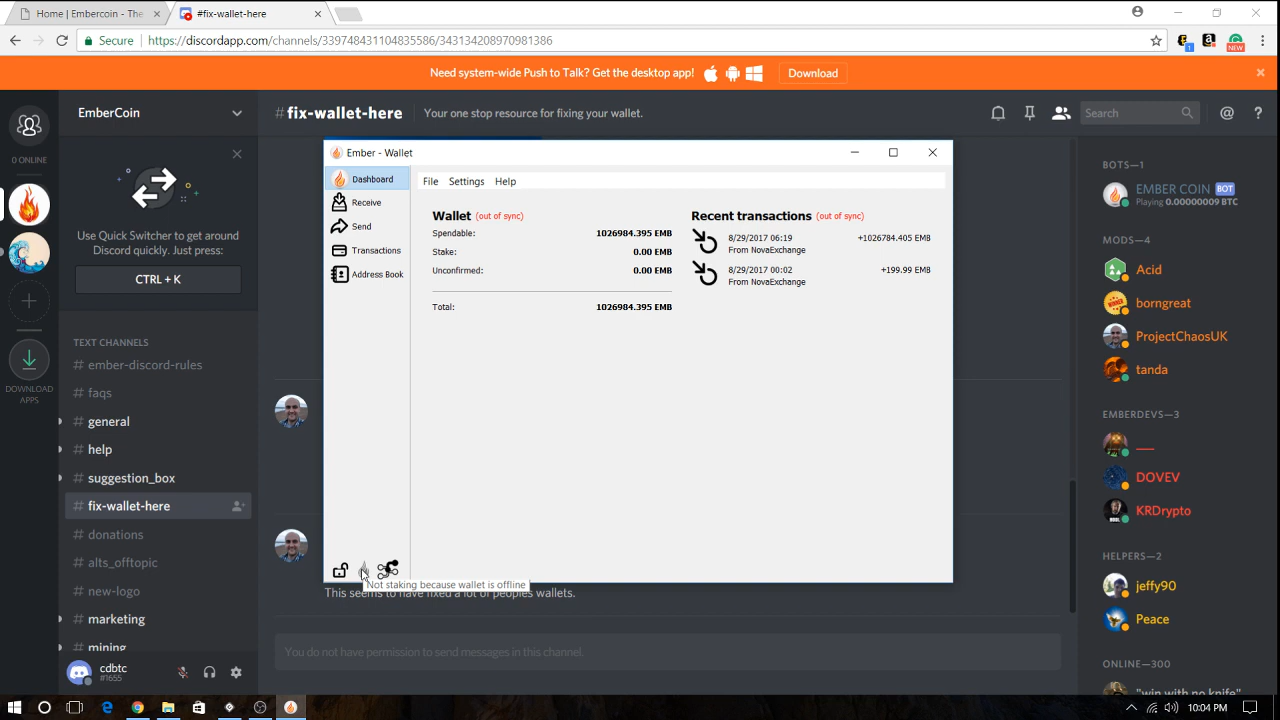 Home | Embercoin - The
#fix-wallet-here
Secure
https://discordapp.com/channels/339748431104835586/343134208970981386
1
NEW
Need system-wide Push to Talk? Get the desktop app!
Download
EmberCoin
#fix-wallet-here
Your one stop resource for fixing your wallet.
Search
0 ONLINE
Use Quick Switcher to get around
Discord quickly. Just press:
CTRL + K
DOWNLOAD
APPS
TEXT CHANNELS
# ember-discord-rules
# faqs
# general
# help
# suggestion_box
# fix-wallet-here
# donations
# alts_offtopic
# new-logo
# marketing
# mining
cdbtc
#1655
Ember - Wallet
Dashboard
Receive
Send
Transactions
Address Book
File
Settings
Help
Wallet (out of sync)
Spendable: 1026984.395 EMB
Stake: 0.00 EMB
Unconfirmed: 0.00 EMB
Total: 1026984.395 EMB
Recent transactions (out of sync)
8/29/2017 06:19 +1026784.405 EMB
From NovaExchange
8/29/2017 00:02 +199.99 EMB
From NovaExchange
Not staking because wallet is offline
This seems to have fixed a lot of peoples wallets.
You do not have permission to send messages in this channel.
BOTS—1
EMBER COIN BOT
Playing 0.00000009 BTC
MODS—4
Acid
borngreat
ProjectChaosUK
tanda
EMBERDEVS—3
___
DOVEV
KRDrypto
HELPERS—2
jeffy90
Peace
ONLINE—300
"win with no knife"
10:04 PM